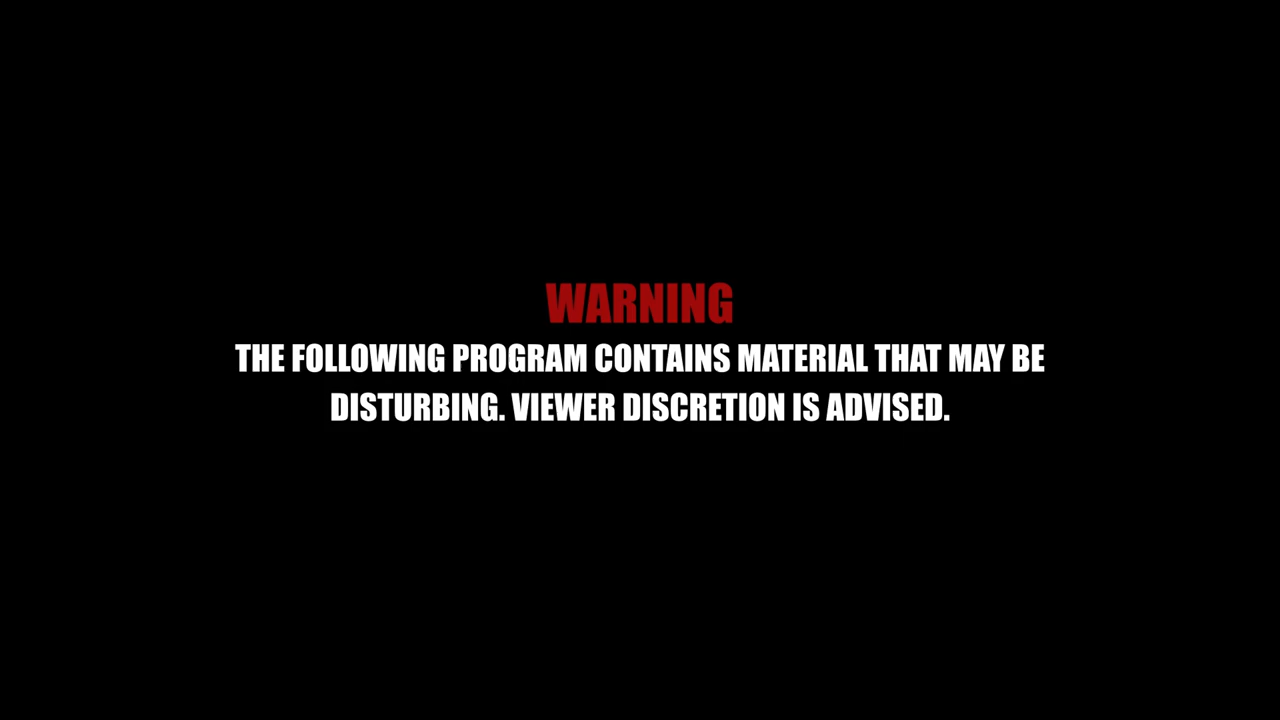 WARNING
THE FOLLOWING PROGRAM CONTAINS MATERIAL THAT MAY BE
DISTURBING. VIEWER DISCRETION IS ADVISED.